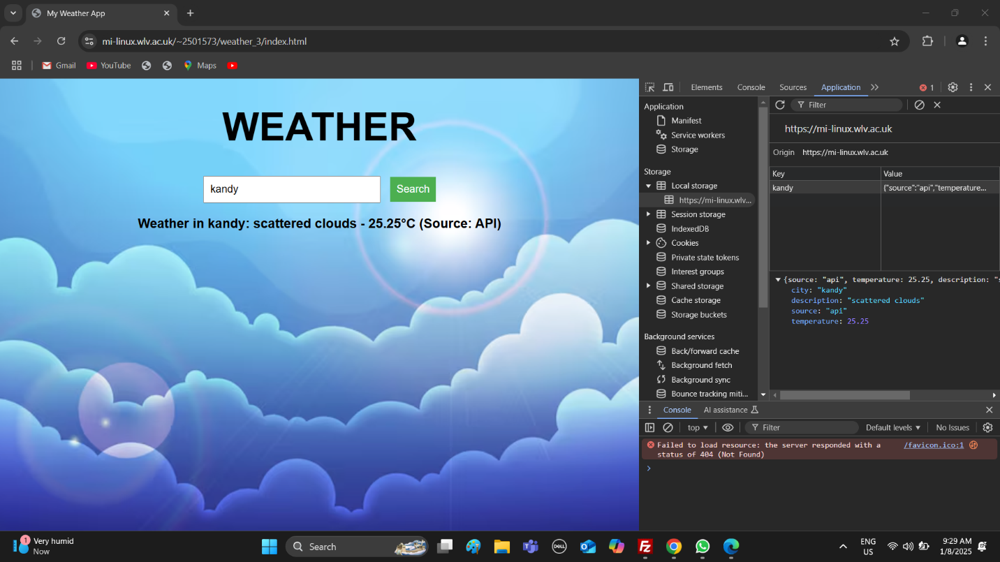 My Weather App
mi-linux.wlv.ac.uk/~2501573/weather_3/index.html
Gmail
YouTube
Maps
WEATHER
kandy
Search
Weather in kandy: scattered clouds - 25.25°C (Source: API)
Elements
Console
Sources
Application
1
Application
Manifest
Service workers
Storage
Storage
Local storage
https://mi-linux.wlv...
Session storage
IndexedDB
Cookies
Private state tokens
Interest groups
Shared storage
Cache storage
Storage buckets
Background services
Back/forward cache
Background fetch
Background sync
Bounce tracking miti...
Filter
https://mi-linux.wlv.ac.uk
Origin https://mi-linux.wlv.ac.uk
Key Value
kandy {"source":"api","temperature...
{source: "api", temperature: 25.25, description: "s
city: "kandy"
description: "scattered clouds"
source: "api"
temperature: 25.25
Console
AI assistance
top
Filter
Default levels
No Issues
Failed to load resource: the server responded with a /favicon.ico:1
status of 404 (Not Found)
1
Very humid
Now
Search
DELL
ENG
US
9:29 AM
1/8/2025